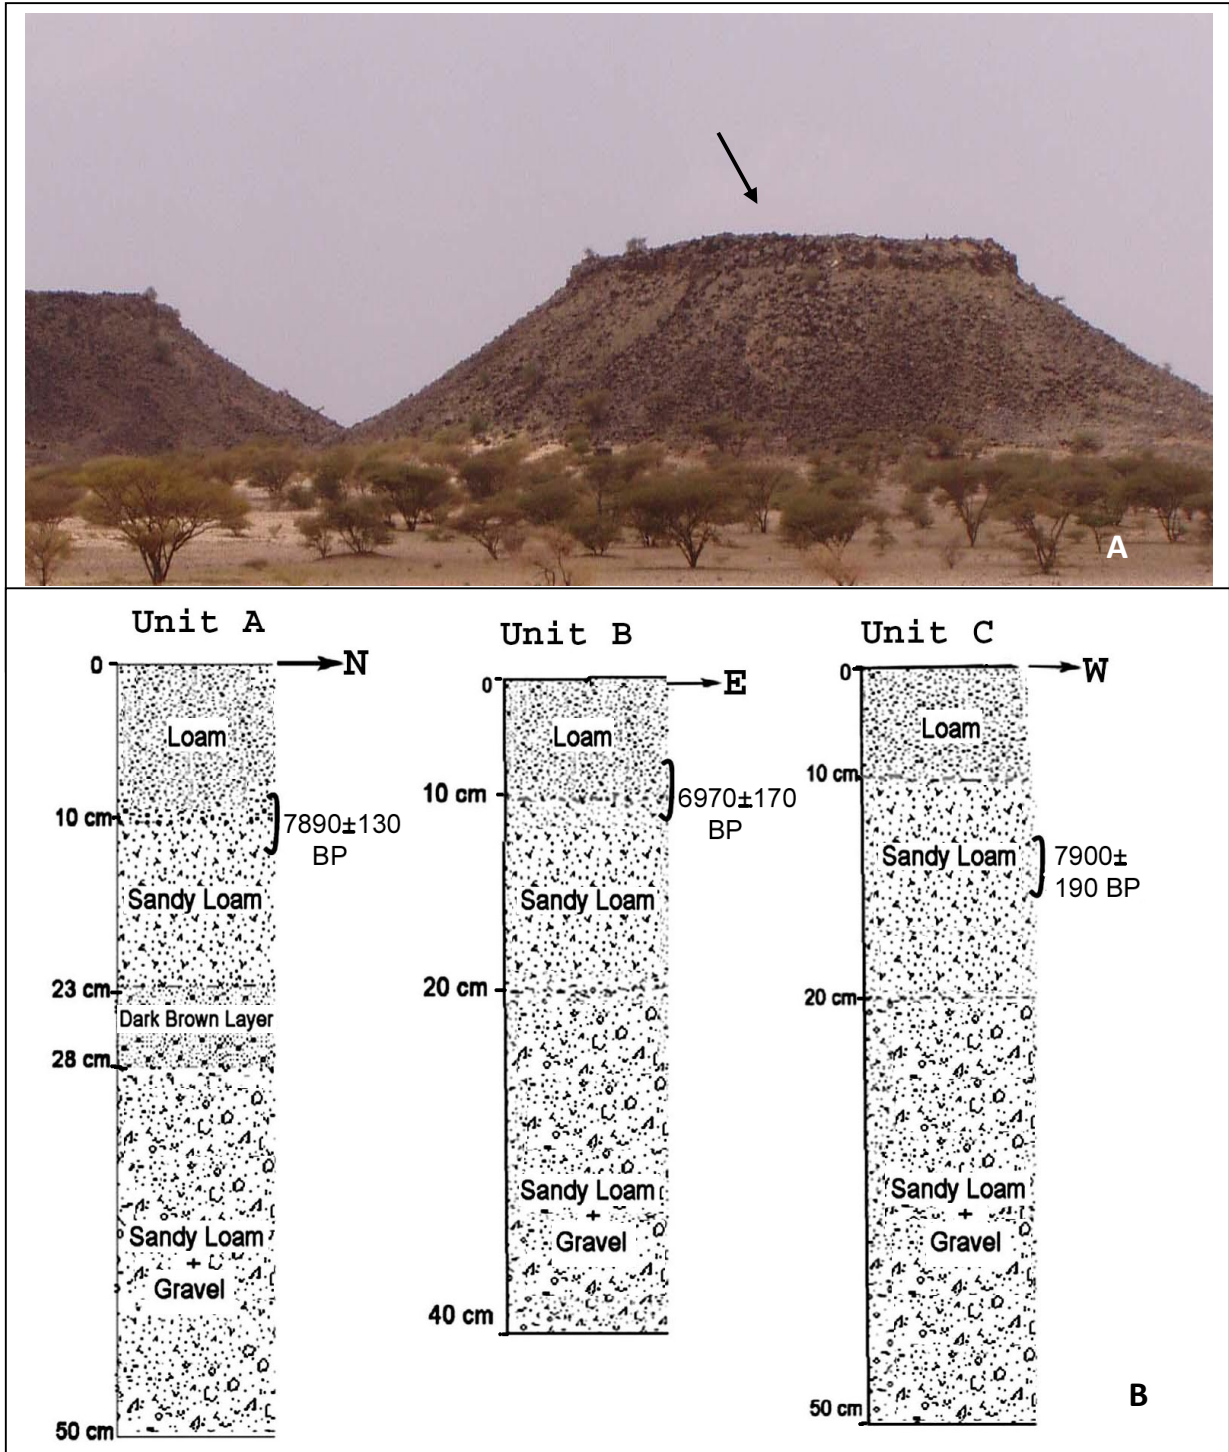 A
Unit A
0
N
Loam
10 cm
7890±130
BP
Sandy Loam
23 cm
Dark Brown Layer
28 cm
Sandy Loam
+
Gravel
50 cm
Unit B
0
E
Loam
10 cm
6970±170
BP
Sandy Loam
20 cm
Sandy Loam
+
Gravel
40 cm
Unit C
0
W
Loam
10 cm
Sandy Loam
7900±
190 BP
20 cm
Sandy Loam
+
Gravel
50 cm
B